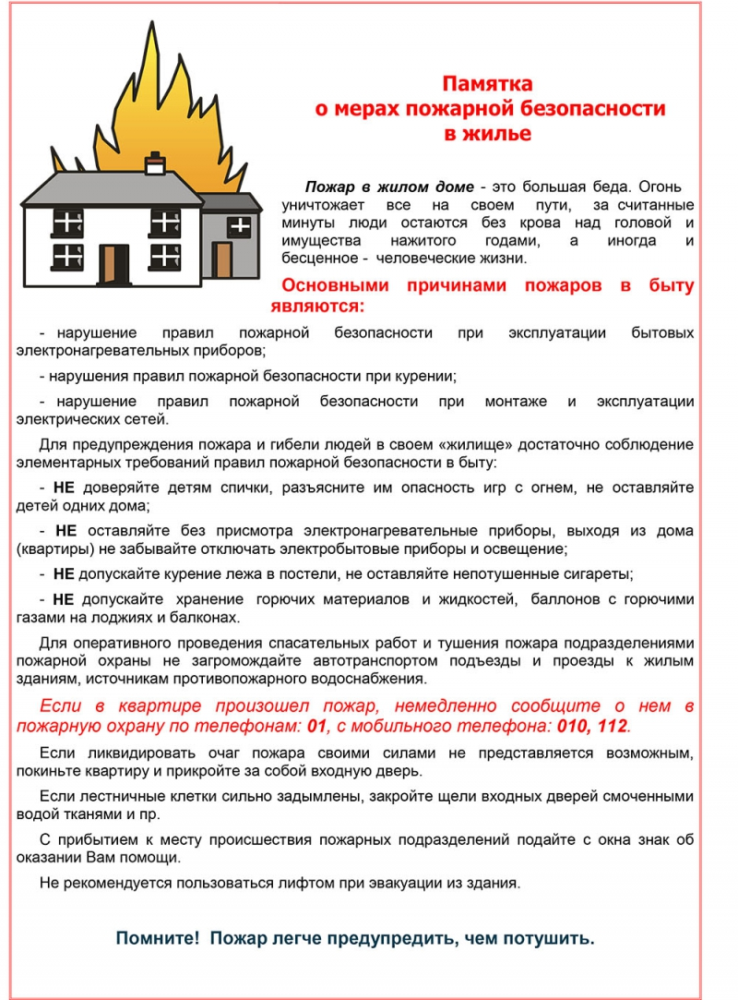 Памятка
о мерах пожарной безопасности
в жилье
Пожар в жилом доме - это большая беда. Огонь
уничтожает все на своем пути, за считанные
минуты люди остаются без крова над головой и
имущества нажитого годами, а иногда и
бесценное - человеческие жизни.
Основными причинами пожаров в быту
являются:
- нарушение правил пожарной безопасности при эксплуатации бытовых
электронагревательных приборов;
- нарушения правил пожарной безопасности при курении;
- нарушение правил пожарной безопасности при монтаже и эксплуатации
электрических сетей.
Для предупреждения пожара и гибели людей в своем «жилище» достаточно соблюдение
элементарных требований правил пожарной безопасности в быту:
- НЕ доверяйте детям спички, разъясните им опасность игр с огнем, не оставляйте
детей одних дома;
- НЕ оставляйте без присмотра электронагревательные приборы, выходя из дома
(квартиры) не забывайте отключать электробытовые приборы и освещение;
- НЕ допускайте курение лежа в постели, не оставляйте непотушенные сигареты;
- НЕ допускайте хранение горючих материалов и жидкостей, баллонов с горючими
газами на лоджиях и балконах.
Для оперативного проведения спасательных работ и тушения пожара подразделениями
пожарной охраны не загромождайте автотранспортом подъезды и проезды к жилым
зданиям, источникам противопожарного водоснабжения.
Если в квартире произошел пожар, немедленно сообщите о нем в
пожарную охрану по телефонам: 01, с мобильного телефона: 010, 112.
Если ликвидировать очаг пожара своими силами не представляется возможным,
покиньте квартиру и прикройте за собой входную дверь.
Если лестничные клетки сильно задымлены, закройте щели входных дверей смоченными
водой тканями и пр.
С прибытием к месту происшествия пожарных подразделений подайте с окна знак об
оказании Вам помощи.
Не рекомендуется пользоваться лифтом при эвакуации из здания.
Помните! Пожар легче предупредить, чем потушить.